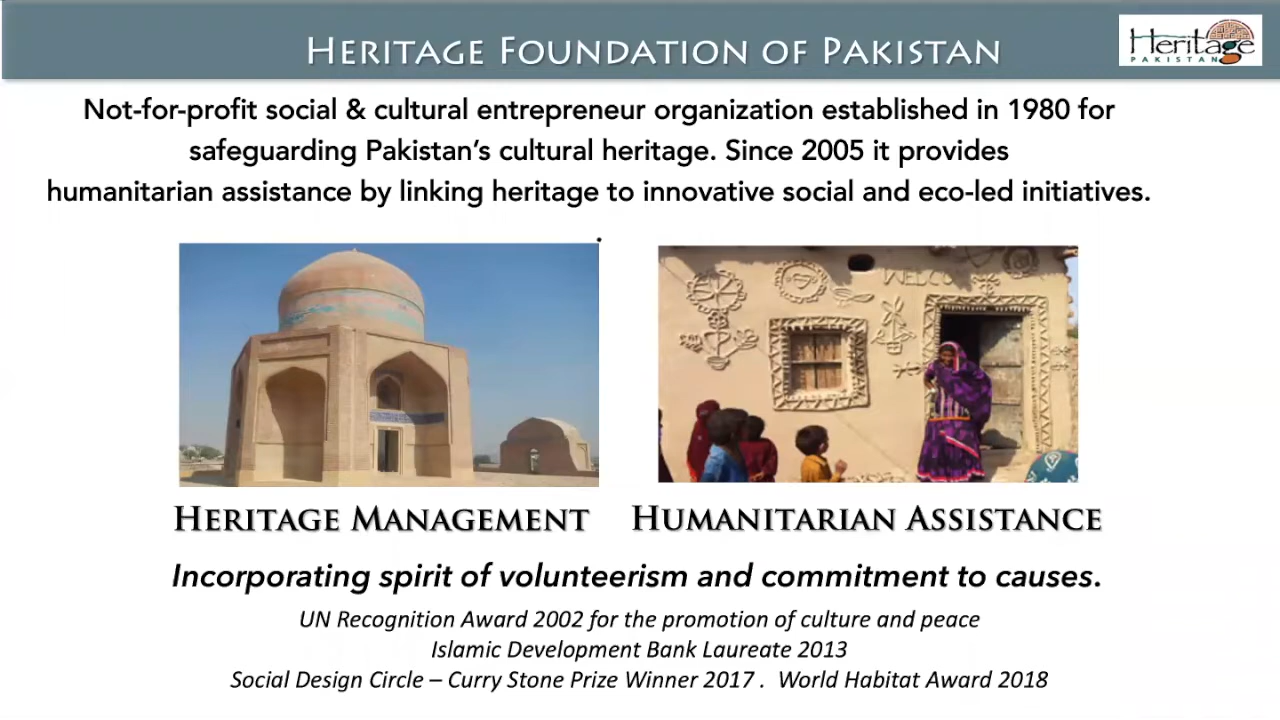 HERITAGE FOUNDATION OF PAKISTAN
Heritage
PAKISTAN
Not-for-profit social & cultural entrepreneur organization established in 1980 for
safeguarding Pakistan's cultural heritage. Since 2005 it provides
humanitarian assistance by linking heritage to innovative social and eco-led initiatives.
.
WELCO
HERITAGE MANAGEMENT
HUMANITARIAN ASSISTANCE
Incorporating spirit of volunteerism and commitment to causes.
UN Recognition Award 2002 for the promotion of culture and peace
Islamic Development Bank Laureate 2013
Social Design Circle – Curry Stone Prize Winner 2017 . World Habitat Award 2018